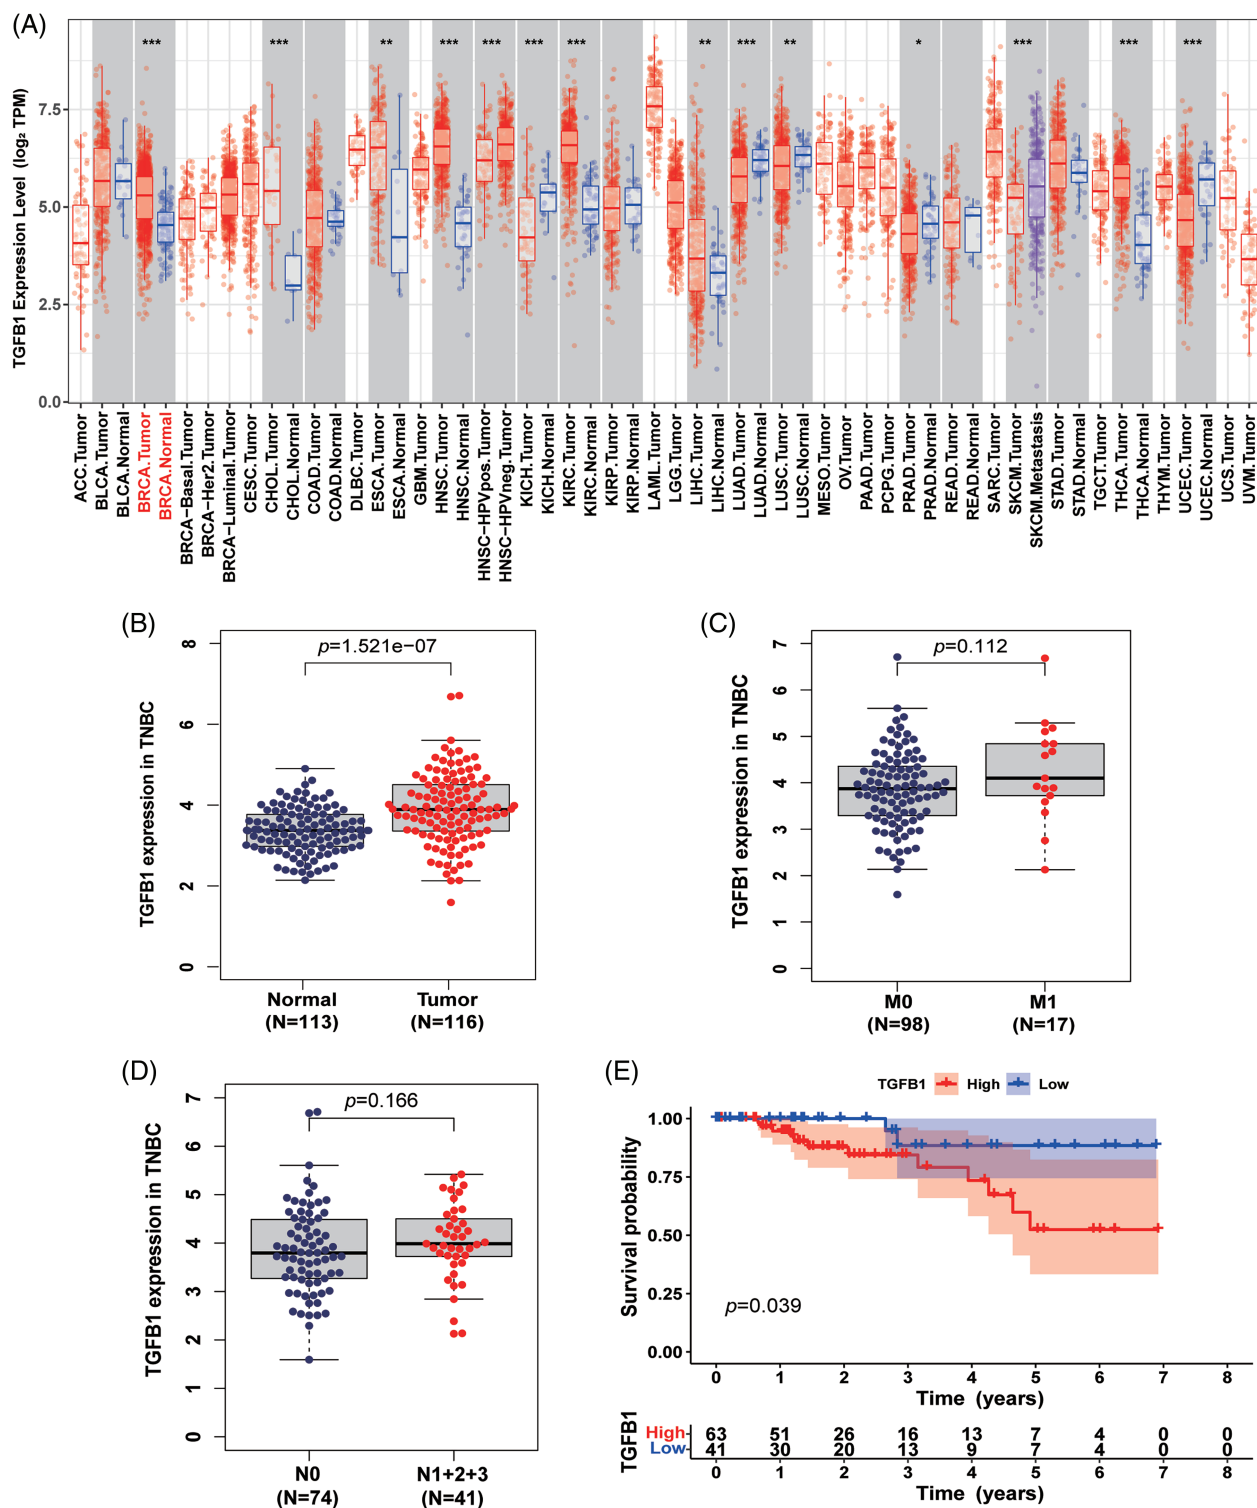 (A)
TGFB1 Expression Level (log₂ TPM)
7.5
5.0
2.5
0.0
*** *** ** *** *** *** *** ** *** ** * *** *** ***
ACC.Tumor
BLCA.Tumor
BLCA.Normal
BRCA.Tumor
BRCA.Normal
BRCA−Basal.Tumor
BRCA−Her2.Tumor
BRCA−Luminal.Tumor
CESC.Tumor
CHOL.Tumor
CHOL.Normal
COAD.Tumor
COAD.Normal
DLBC.Tumor
ESCA.Tumor
ESCA.Normal
GBM.Tumor
HNSC.Tumor
HNSC.Normal
HNSC−HPVpos.Tumor
HNSC−HPVneg.Tumor
KICH.Tumor
KICH.Normal
KIRC.Tumor
KIRC.Normal
KIRP.Tumor
KIRP.Normal
LAML.Tumor
LGG.Tumor
LIHC.Tumor
LIHC.Normal
LUAD.Tumor
LUAD.Normal
LUSC.Tumor
LUSC.Normal
MESO.Tumor
OV.Tumor
PAAD.Tumor
PCPG.Tumor
PRAD.Tumor
PRAD.Normal
READ.Tumor
READ.Normal
SARC.Tumor
SKCM.Tumor
SKCM.Metastasis
STAD.Tumor
STAD.Normal
TGCT.Tumor
THCA.Tumor
THCA.Normal
THYM.Tumor
UCEC.Tumor
UCEC.Normal
UCS.Tumor
UVM.Tumor
(B)
TGFB1 expression in TNBC
8
6
4
2
0
p=1.521e−07
Normal Tumor
(N=113) (N=116)
(C)
TGFB1 expression in TNBC
7
6
5
4
3
2
1
0
p=0.112
M0 M1
(N=98) (N=17)
(D)
TGFB1 expression in TNBC
7
6
5
4
3
2
1
0
p=0.166
N0 N1+2+3
(N=74) (N=41)
(E)
TGFB1 High Low
Survival probability
1.00
0.75
0.50
0.25
0.00
p=0.039
0 1 2 3 4 5 6 7 8
Time (years)
TGFB1
High 63 51 26 16 13 7 4 0 0
Low 41 30 20 13 9 7 4 0 0
0 1 2 3 4 5 6 7 8
Time (years)